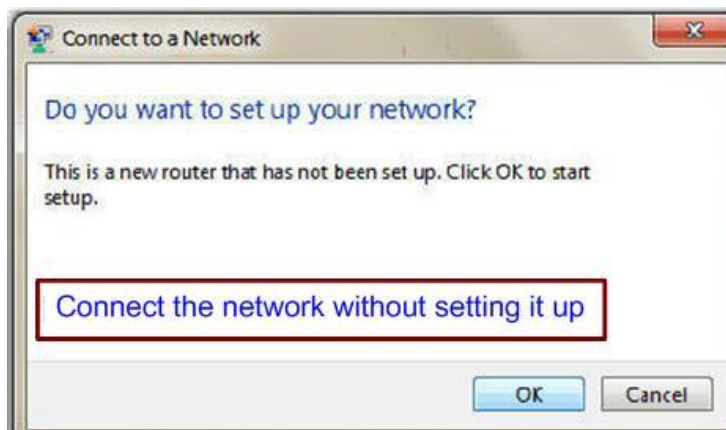 Connect to a Network
Do you want to set up your network?
This is a new router that has not been set up. Click OK to start
setup.
Connect the network without setting it up
OK
Cancel